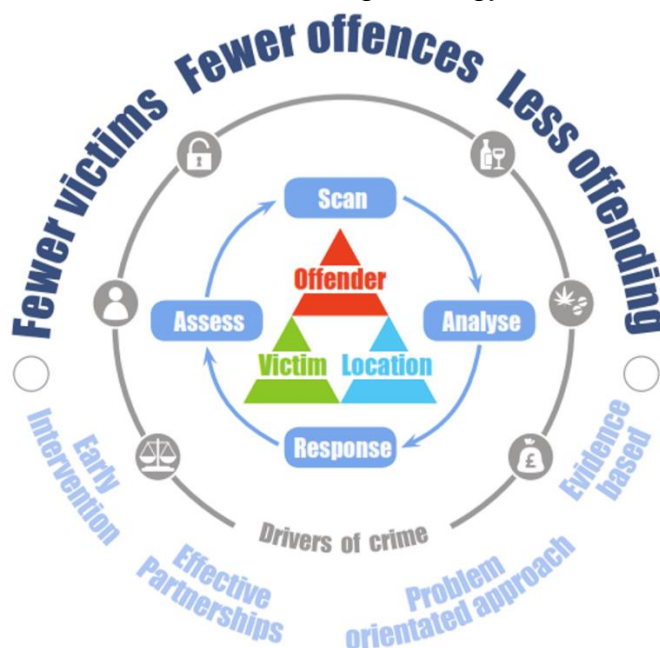 Fewer victims Fewer offences Less offending
Scan
Offender
Assess
Analyse
Victim
Location
Response
£
Drivers of crime
Early
Intervention
Effective
Partnerships
Problem
orientated approach
Evidence
based